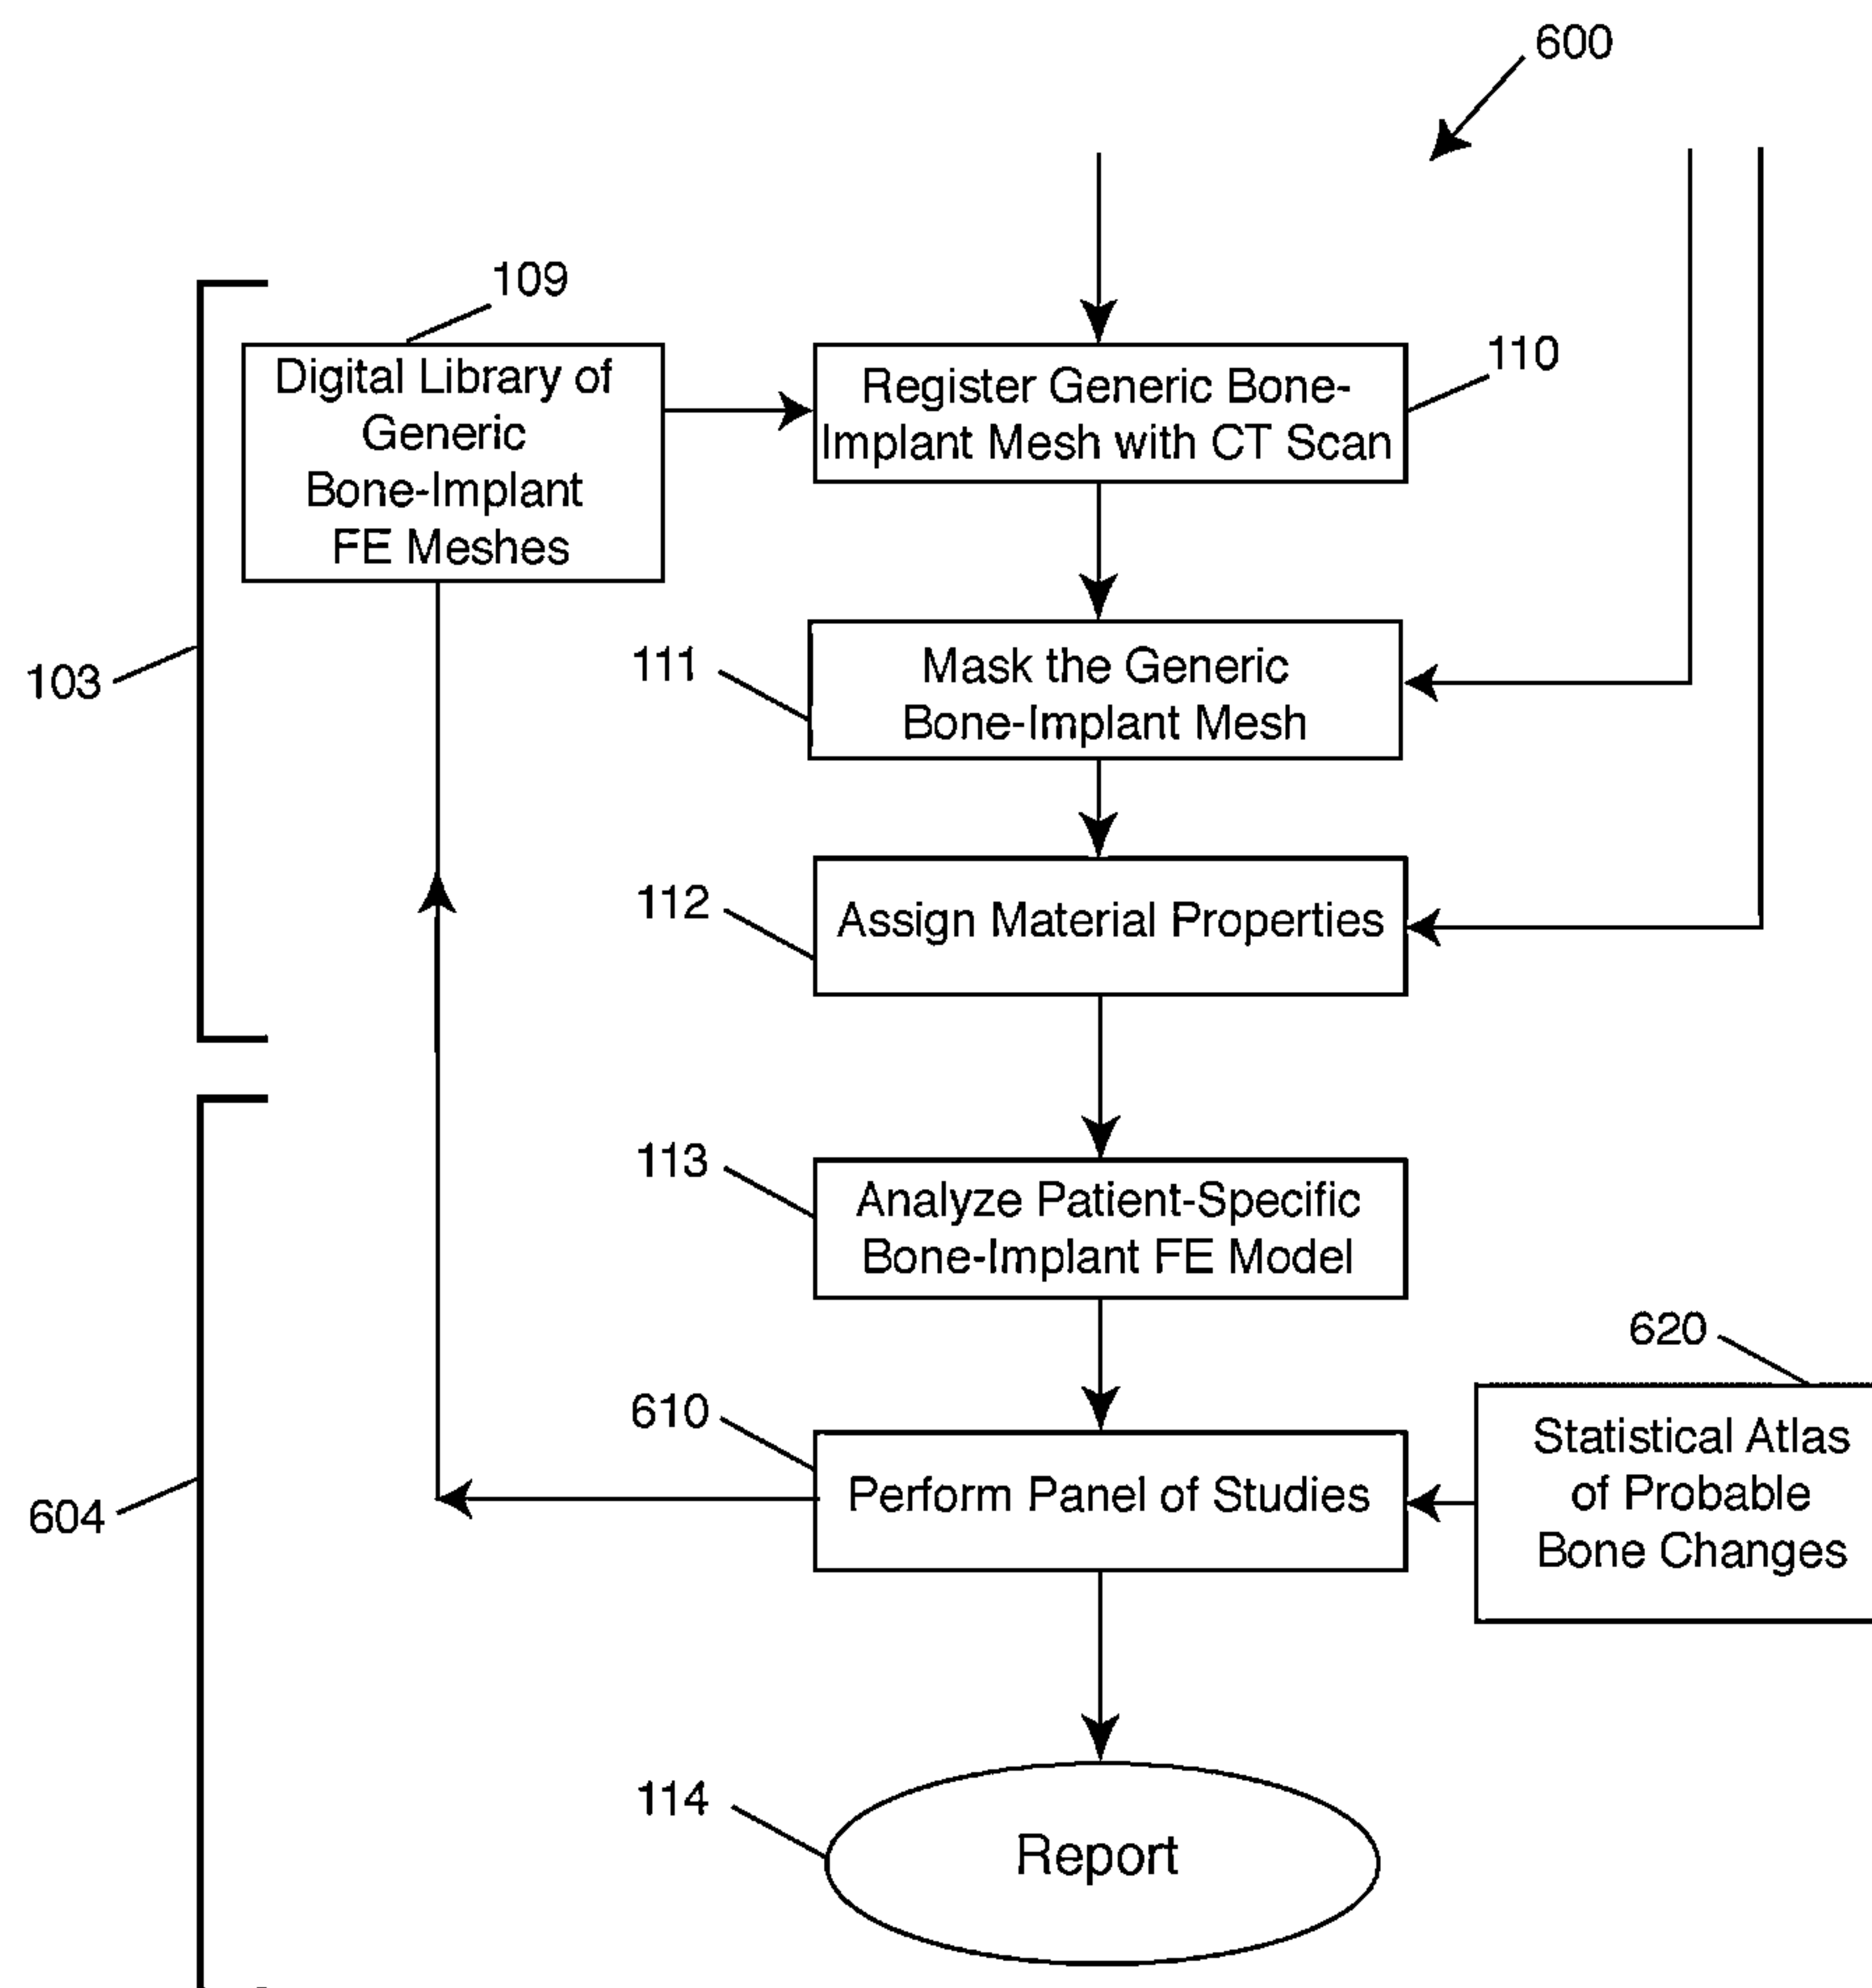 600
109
Digital Library of
Generic
Bone-Implant
FE Meshes
Register Generic Bone-
Implant Mesh with CT Scan
110
103
111
Mask the Generic
Bone-Implant Mesh
112
Assign Material Properties
113
Analyze Patient-Specific
Bone-Implant FE Model
620
610
Perform Panel of Studies
Statistical Atlas
of Probable
Bone Changes
604
114
Report